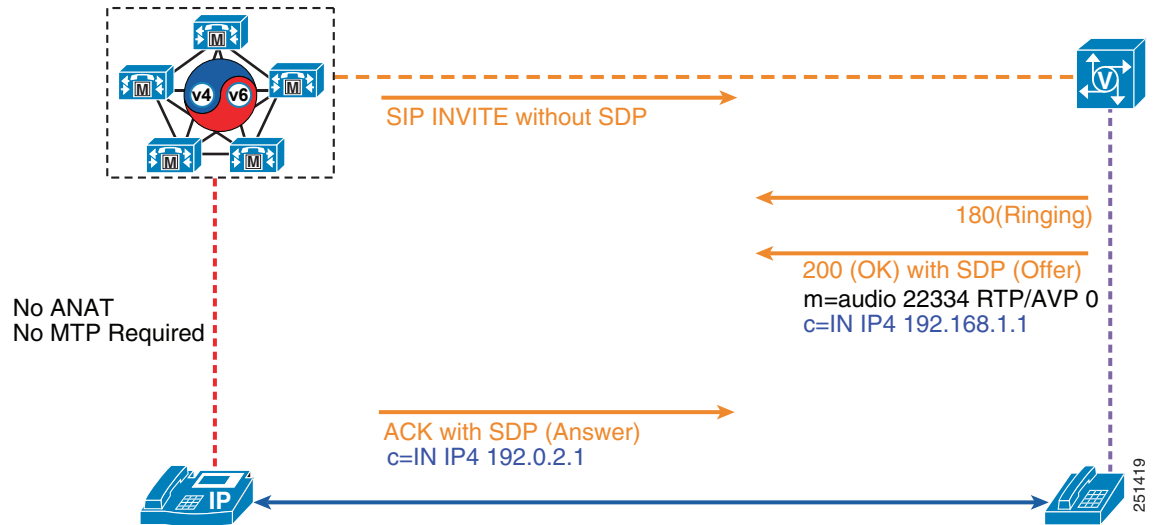 M
M
M
v4
v6
M
M
V
SIP INVITE without SDP
180(Ringing)
200 (OK) with SDP (Offer)
m=audio 22334 RTP/AVP 0
c=IN IP4 192.168.1.1
No ANAT
No MTP Required
ACK with SDP (Answer)
c=IN IP4 192.0.2.1
IP
251419